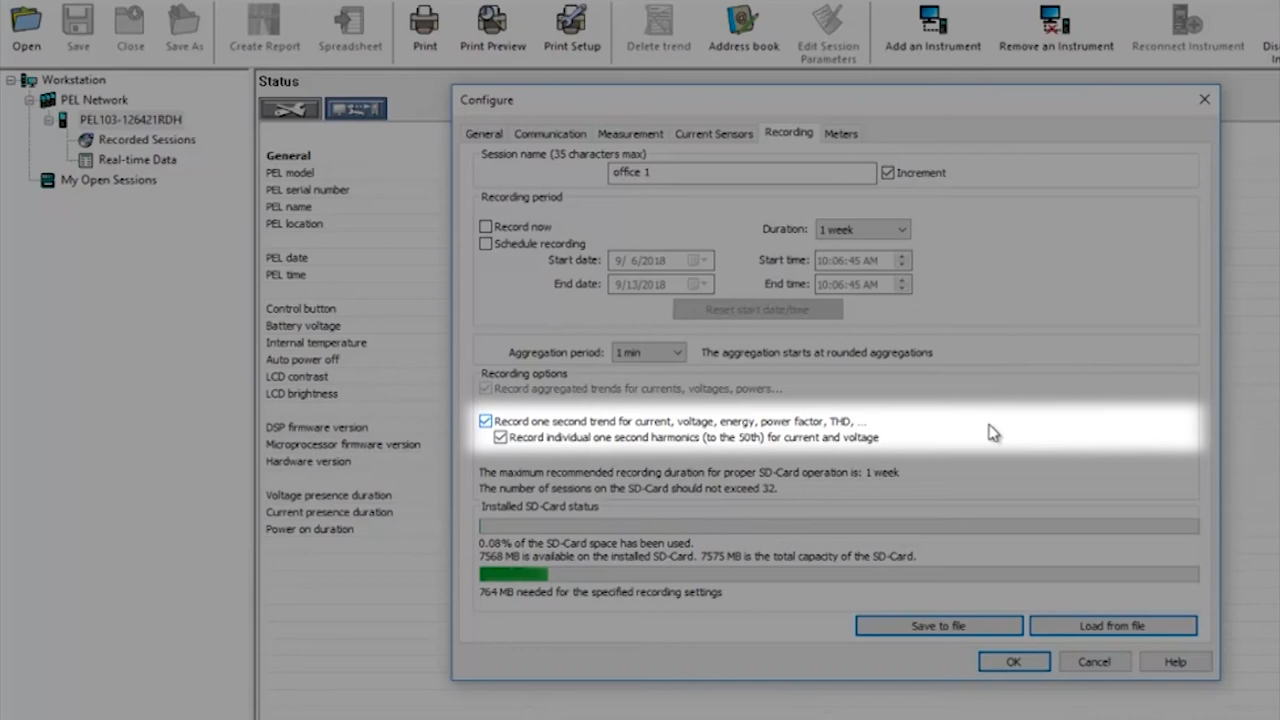 Open
Save
Close
Save As
Create Report
Spreadsheet
Print
Print Preview
Print Setup
Delete trend
Address book
Edit Session
Parameters
Add an Instrument
Remove an Instrument
Reconnect Instrument
Workstation
PEL Network
PEL103-126421RDH
Recorded Sessions
Real-time Data
My Open Sessions
Status
General
PEL model
PEL serial number
PEL name
PEL location
PEL date
PEL time
Control button
Battery voltage
Internal temperature
Auto power off
LCD contrast
LCD brightness
DSP firmware version
Microprocessor firmware version
Hardware version
Voltage presence duration
Current presence duration
Power on duration
Configure
General Communication Measurement Current Sensors Recording Meters
Session name (35 characters max)
office 1
Increment
Recording period
Record now
Duration: 1 week
Schedule recording
Start date: 9/ 6/2018 Start time: 10:06:45 AM
End date: 9/13/2018 End time: 10:06:45 AM
Reset start date/time
Aggregation period: 1 min The aggregation starts at rounded aggregations
Recording options
Record aggregated trends for currents, voltages, powers...
Record one second trend for current, voltage, energy, power factor, THD, ...
Record individual one second harmonics (to the 50th) for current and voltage
The maximum recommended recording duration for proper SD-Card operation is: 1 week
The number of sessions on the SD-Card should not exceed 32.
Installed SD-Card status
0.08% of the SD-Card space has been used.
7568 MB is available on the installed SD-Card. 7575 MB is the total capacity of the SD-Card.
764 MB needed for the specified recording settings
Save to file
Load from file
OK
Cancel
Help